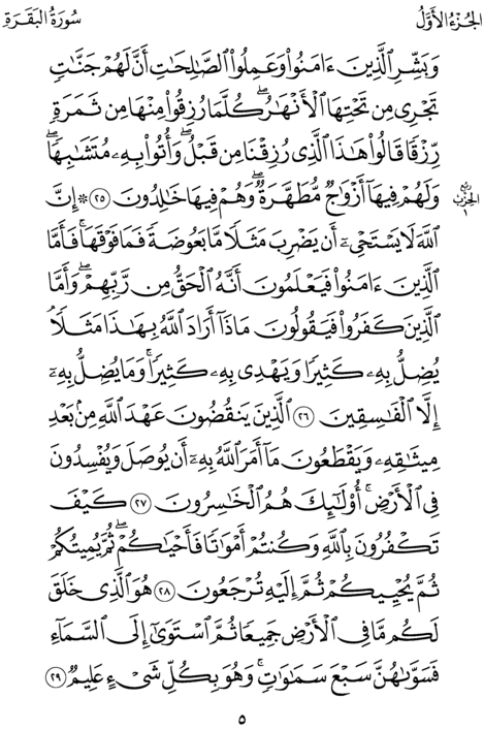 الجُزْءُ الأَوَّلُ سُورَةُ البَقَرَةِ
وَبَشِّرِ ٱلَّذِينَ ءَامَنُواْ وَعَمِلُواْ ٱلصَّـٰلِحَـٰتِ أَنَّ لَهُمْ جَنَّـٰتٍ
تَجْرِى مِن تَحْتِهَا ٱلْأَنْهَـٰرُ ۖ كُلَّمَا رُزِقُواْ مِنْهَا مِن ثَمَرَةٍ
رِّزْقًا قَالُواْ هَـٰذَا ٱلَّذِى رُزِقْنَا مِن قَبْلُ ۖ وَأُتُواْ بِهِۦ مُتَشَـٰبِهًا ۖ
وَلَهُمْ فِيهَآ أَزْوَٰجٌ مُّطَهَّرَةٌ ۖ وَهُمْ فِيهَا خَـٰلِدُونَ ٢٥ ۞ إِنَّ
رُبْع الحِزْب ١
ٱللَّهَ لَا يَسْتَحْىِۦٓ أَن يَضْرِبَ مَثَلًا مَّا بَعُوضَةً فَمَا فَوْقَهَا ۚ فَأَمَّا
ٱلَّذِينَ ءَامَنُواْ فَيَعْلَمُونَ أَنَّهُ ٱلْحَقُّ مِن رَّبِّهِمْ ۖ وَأَمَّا
ٱلَّذِينَ كَفَرُواْ فَيَقُولُونَ مَاذَآ أَرَادَ ٱللَّهُ بِهَـٰذَا مَثَلًا ۘ
يُضِلُّ بِهِۦ كَثِيرًا وَيَهْدِى بِهِۦ كَثِيرًا ۚ وَمَا يُضِلُّ بِهِۦٓ
إِلَّا ٱلْفَـٰسِقِينَ ٢٦ ٱلَّذِينَ يَنقُضُونَ عَهْدَ ٱللَّهِ مِنۢ بَعْدِ
مِيثَـٰقِهِۦ وَيَقْطَعُونَ مَآ أَمَرَ ٱللَّهُ بِهِۦٓ أَن يُوصَلَ وَيُفْسِدُونَ
فِى ٱلْأَرْضِ ۚ أُوْلَـٰٓئِكَ هُمُ ٱلْخَـٰسِرُونَ ٢٧ كَيْفَ
تَكْفُرُونَ بِٱللَّهِ وَكُنتُمْ أَمْوَٰتًا فَأَحْيَـٰكُمْ ۖ ثُمَّ يُمِيتُكُمْ
ثُمَّ يُحْيِيكُمْ ثُمَّ إِلَيْهِ تُرْجَعُونَ ٢٨ هُوَ ٱلَّذِى خَلَقَ
لَكُم مَّا فِى ٱلْأَرْضِ جَمِيعًا ثُمَّ ٱسْتَوَىٰٓ إِلَى ٱلسَّمَآءِ
فَسَوَّىٰهُنَّ سَبْعَ سَمَـٰوَٰتٍ ۚ وَهُوَ بِكُلِّ شَىْءٍ عَلِيمٌ ٢٩
٥